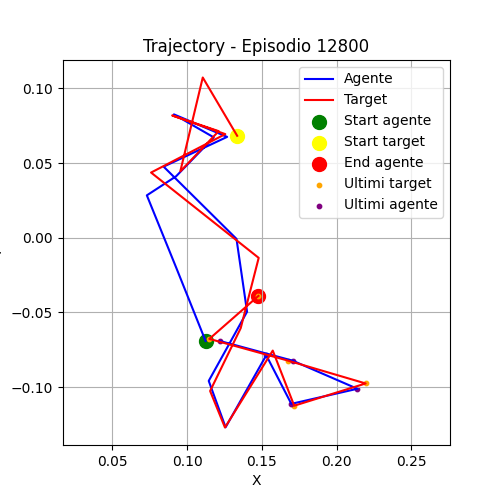 Trajectory - Episodio 12800
Agente
Target
Start agente
Start target
End agente
Ultimi target
Ultimi agente
0.10
0.05
0.00
−0.05
−0.10
0.05
0.10
0.15
0.20
0.25
X